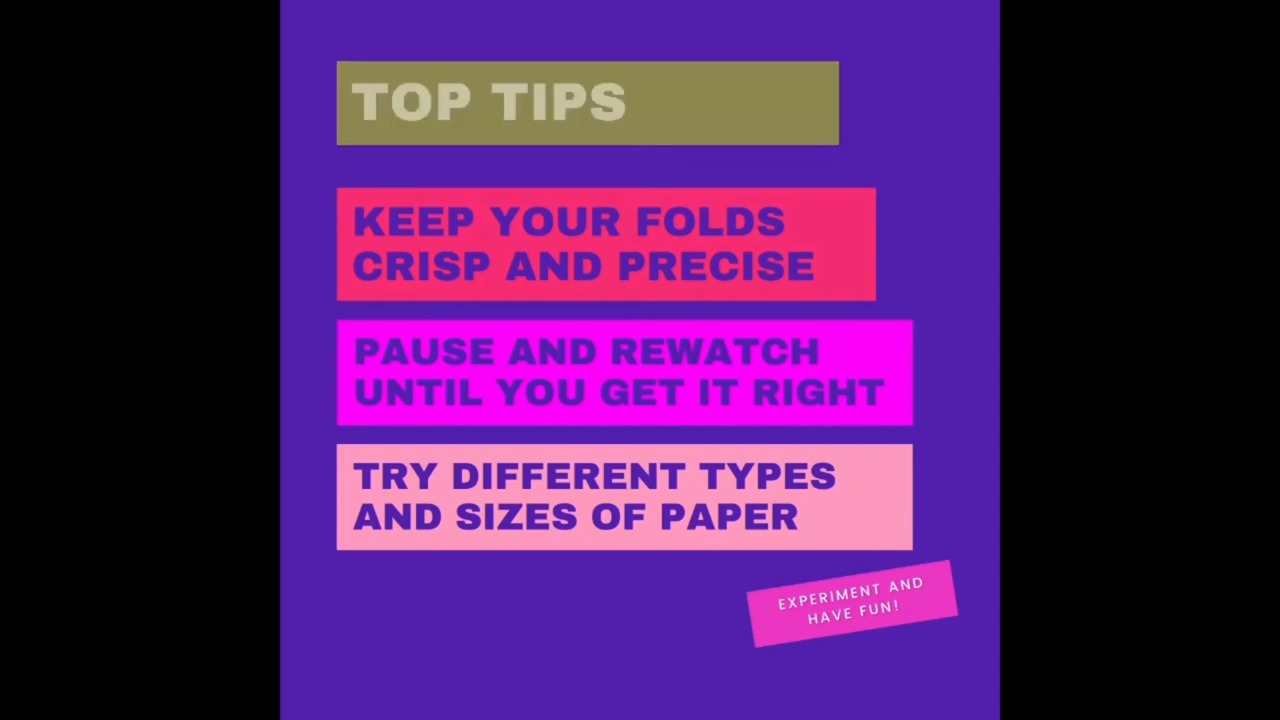 TOP TIPS
KEEP YOUR FOLDS
CRISP AND PRECISE
PAUSE AND REWATCH
UNTIL YOU GET IT RIGHT
TRY DIFFERENT TYPES
AND SIZES OF PAPER
EXPERIMENT AND
HAVE FUN!